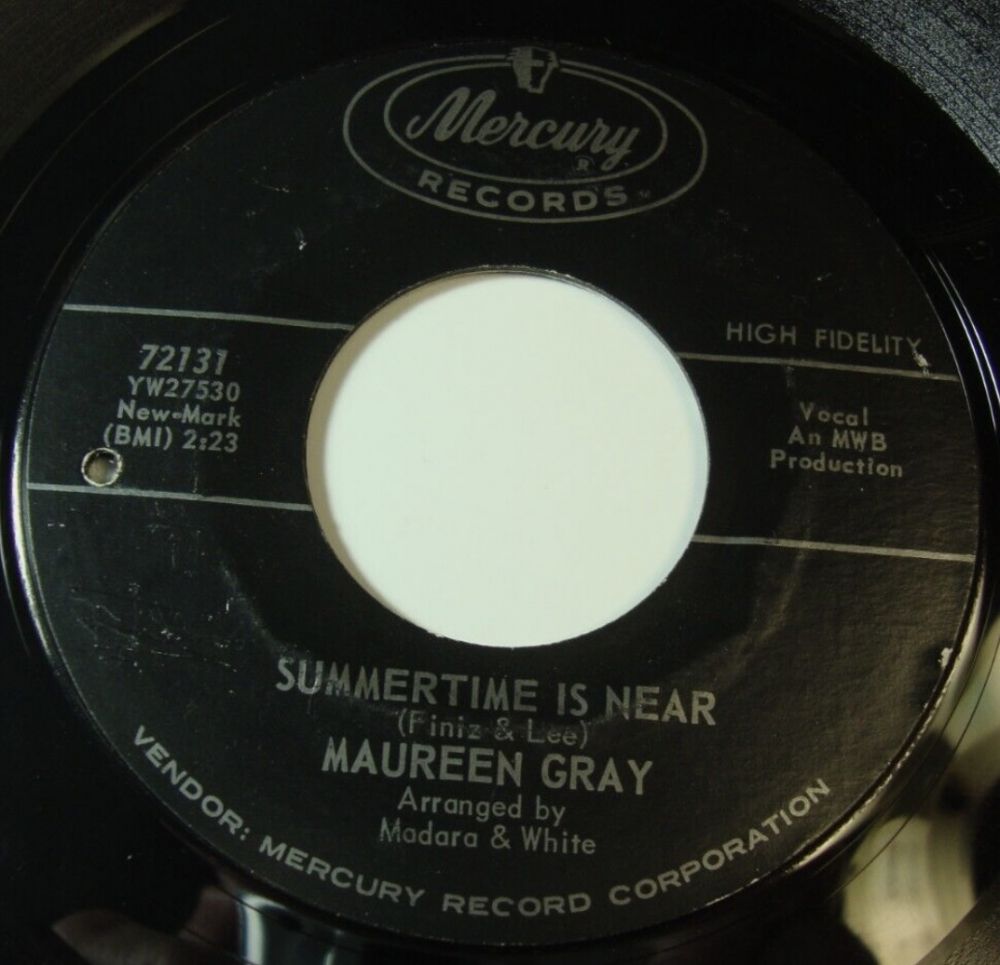 Mercury
RECORDS
HIGH FIDELITY
72131
YW27530
New-Mark
(BMI) 2:23
Vocal
An MWB
Production
SUMMERTIME IS NEAR
(Finiz & Lee)
MAUREEN GRAY
Arranged by
Madara & White
VENDOR: MERCURY RECORD CORPORATION